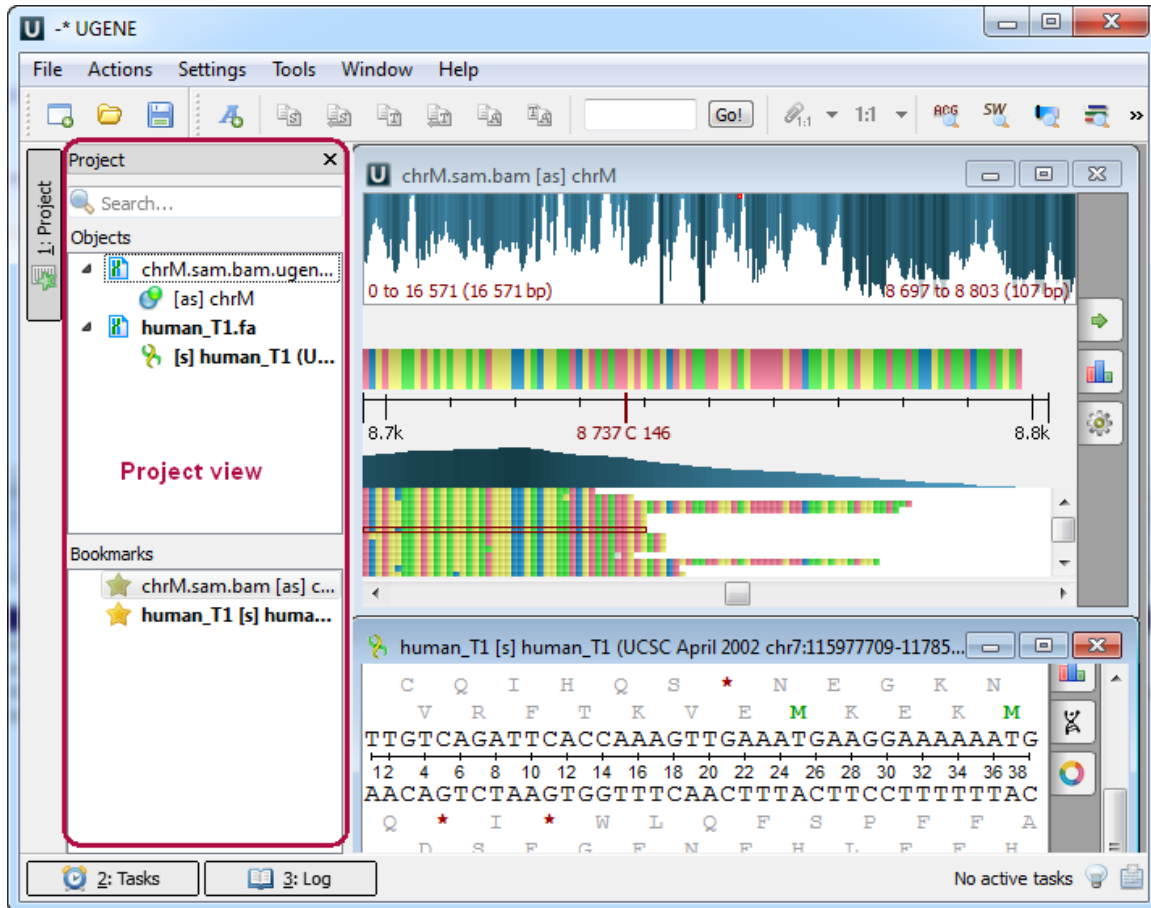 -* UGENE
File Actions Settings Tools Window Help
Go! 1:1 1:1 ACG SW »
1: Project
Project
Search...
Objects
chrM.sam.bam.ugen...
[as] chrM
human_T1.fa
[s] human_T1 (U...
Project view
Bookmarks
chrM.sam.bam [as] c...
human_T1 [s] huma...
chrM.sam.bam [as] chrM
0 to 16 571 (16 571 bp) 8 697 to 8 803 (107 bp)
8.7k 8 737 C 146 8.8k
human_T1 [s] human_T1 (UCSC April 2002 chr7:115977709-11785...
C Q I H Q S * N E G K N
V R F T K V E M K E K M
TTGTCAGATTCACCAAAGTTGAAATGAAGGAAAAAATG
12 4 6 8 10 12 14 16 18 20 22 24 26 28 30 32 34 36 38
AACAGTCTAAGTGGTTTCAACTTTACTTCCTTTTTTAC
Q * I * W L Q F S P F F A
D S E G F N F H L F F H
2: Tasks 3: Log No active tasks